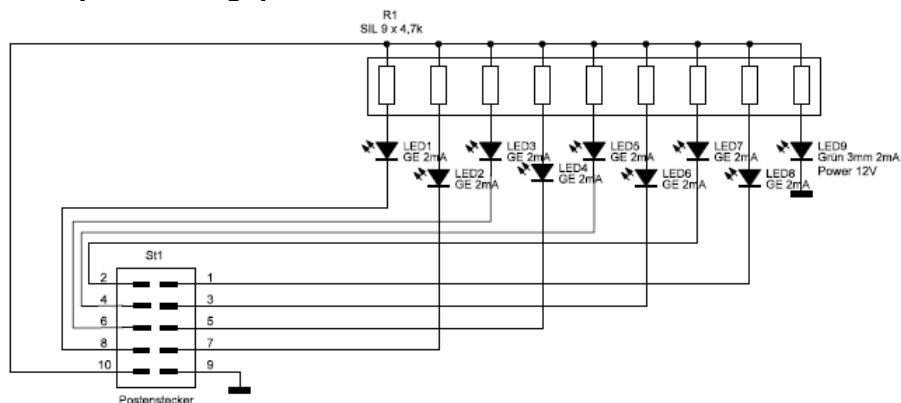 R1
SIL 9 x 4,7k
LED1
GE 2mA
LED2
GE 2mA
LED3
GE 2mA
LED4
GE 2mA
LED5
GE 2mA
LED6
GE 2mA
LED7
GE 2mA
LED8
GE 2mA
LED9
Grün 3mm 2mA
Power 12V
St1
2 1
4 3
6 5
8 7
10 9
Postenstecker